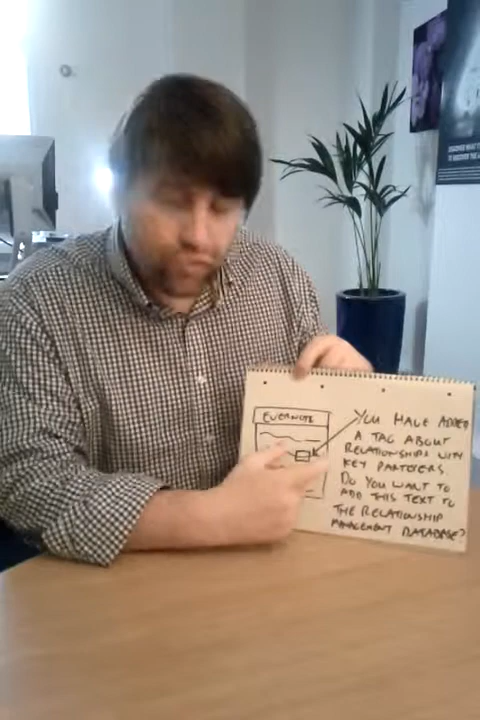 EVERNOTE
YOU HAVE ADDED
A TAG ABOUT
RELATIONSHIPS WITH
KEY PARTNERS.
DO YOU WANT TO
ADD THIS TEXT TO
THE RELATIONSHIP
MANAGEMENT DATABASE?